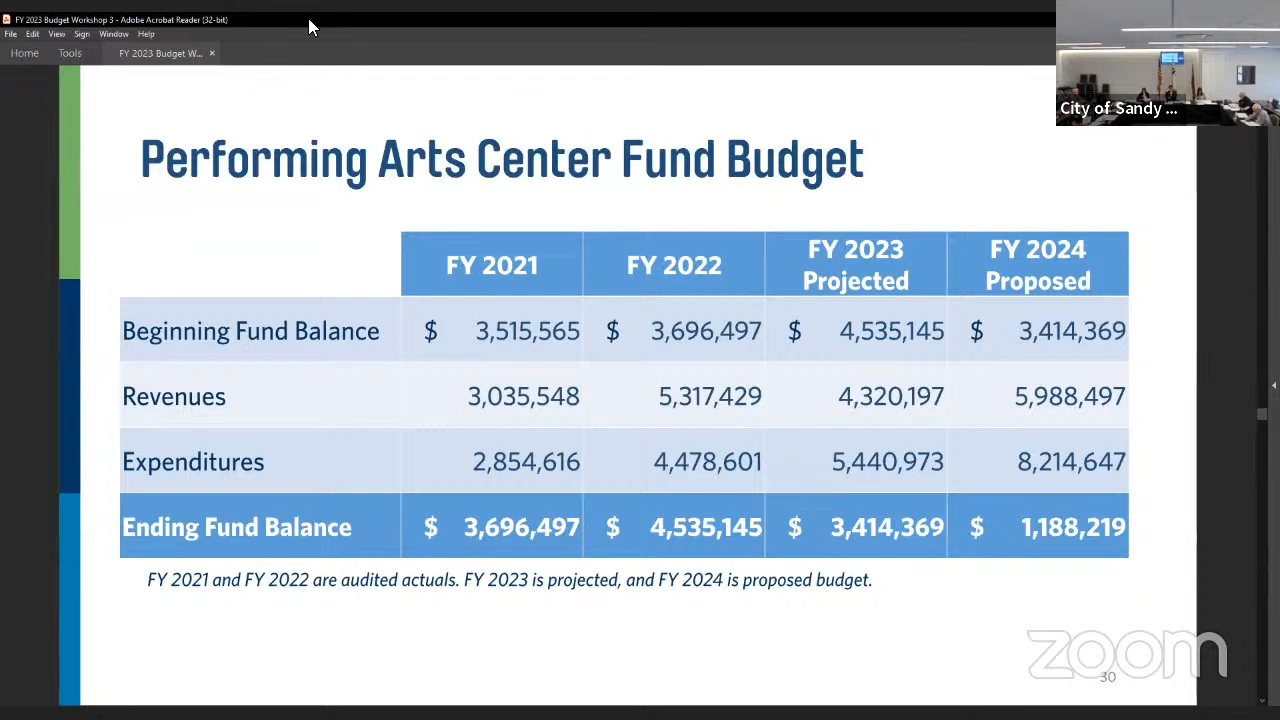 FY 2023 Budget Workshop 3 - Adobe Acrobat Reader (32-bit)
File Edit View Sign Window Help
Home Tools FY 2023 Budget W... ×
City of Sandy ...
Performing Arts Center Fund Budget
FY 2021 FY 2022 FY 2023 Projected FY 2024 Proposed
Beginning Fund Balance $ 3,515,565 $ 3,696,497 $ 4,535,145 $ 3,414,369
Revenues 3,035,548 5,317,429 4,320,197 5,988,497
Expenditures 2,854,616 4,478,601 5,440,973 8,214,647
Ending Fund Balance $ 3,696,497 $ 4,535,145 $ 3,414,369 $ 1,188,219
FY 2021 and FY 2022 are audited actuals. FY 2023 is projected, and FY 2024 is proposed budget.
zoom
30